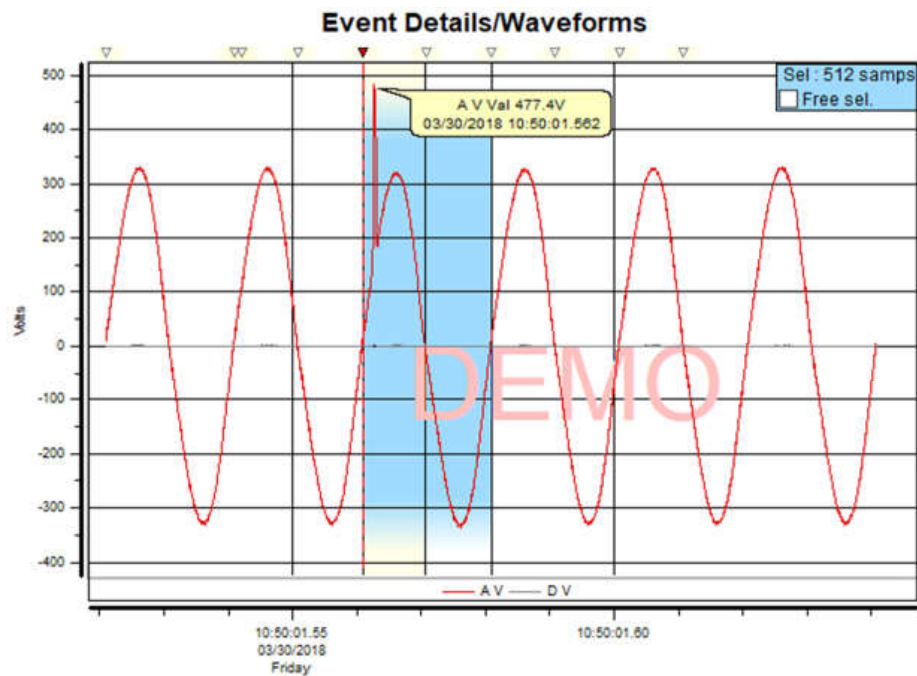 Event Details/Waveforms
Sel : 512 samps
Free sel.
A V Val 477.4V
03/30/2018 10:50:01.562
500
400
300
200
100
0
-100
-200
-300
-400
Volts
DEMO
A V
D V
10:50:01.55
03/30/2018
Friday
10:50:01.60